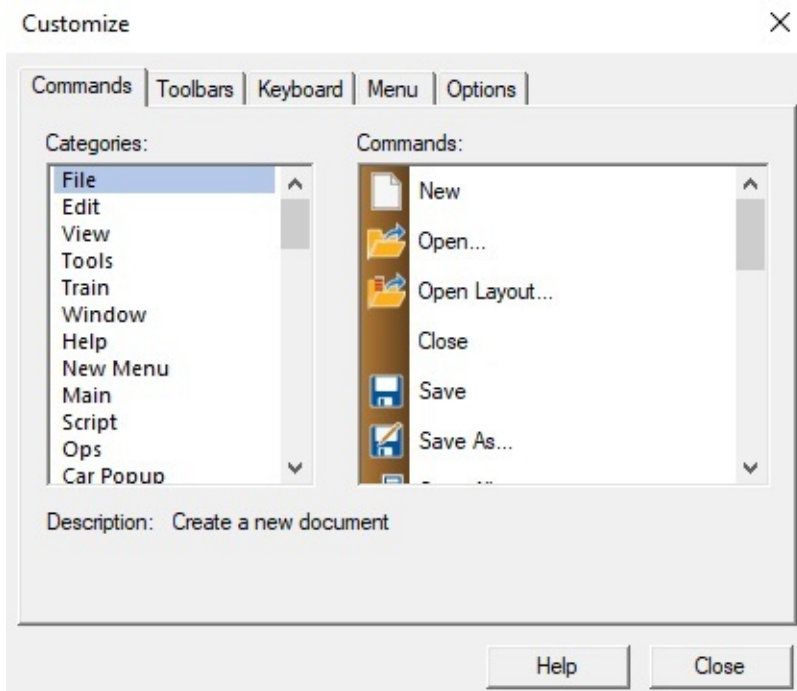 Customize
Commands Toolbars Keyboard Menu Options
Categories:
File
Edit
View
Tools
Train
Window
Help
New Menu
Main
Script
Ops
Car Popup
Commands:
New
Open...
Open Layout...
Close
Save
Save As...
Description: Create a new document
Help Close